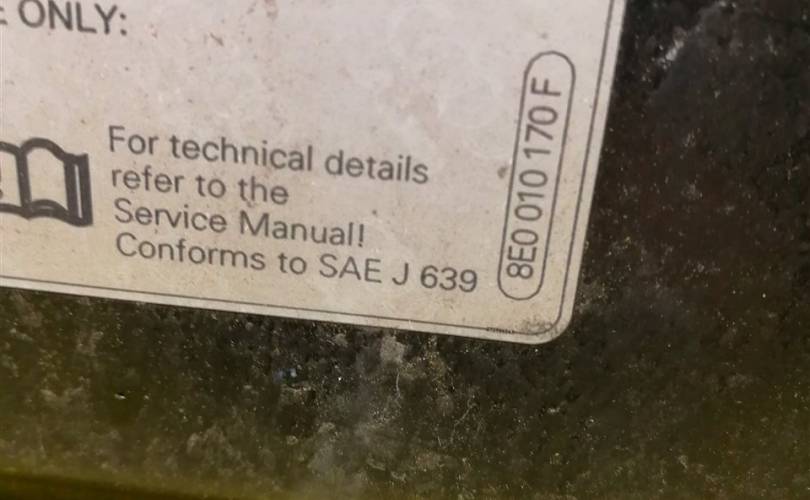 ONLY:
For technical details
refer to the
Service Manual!
Conforms to SAE J 639
8E0 010 170 F